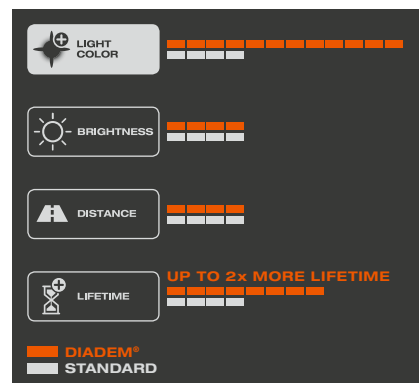 LIGHT
COLOR
BRIGHTNESS
DISTANCE
UP TO 2x MORE LIFETIME
LIFETIME
DIADEM®
STANDARD